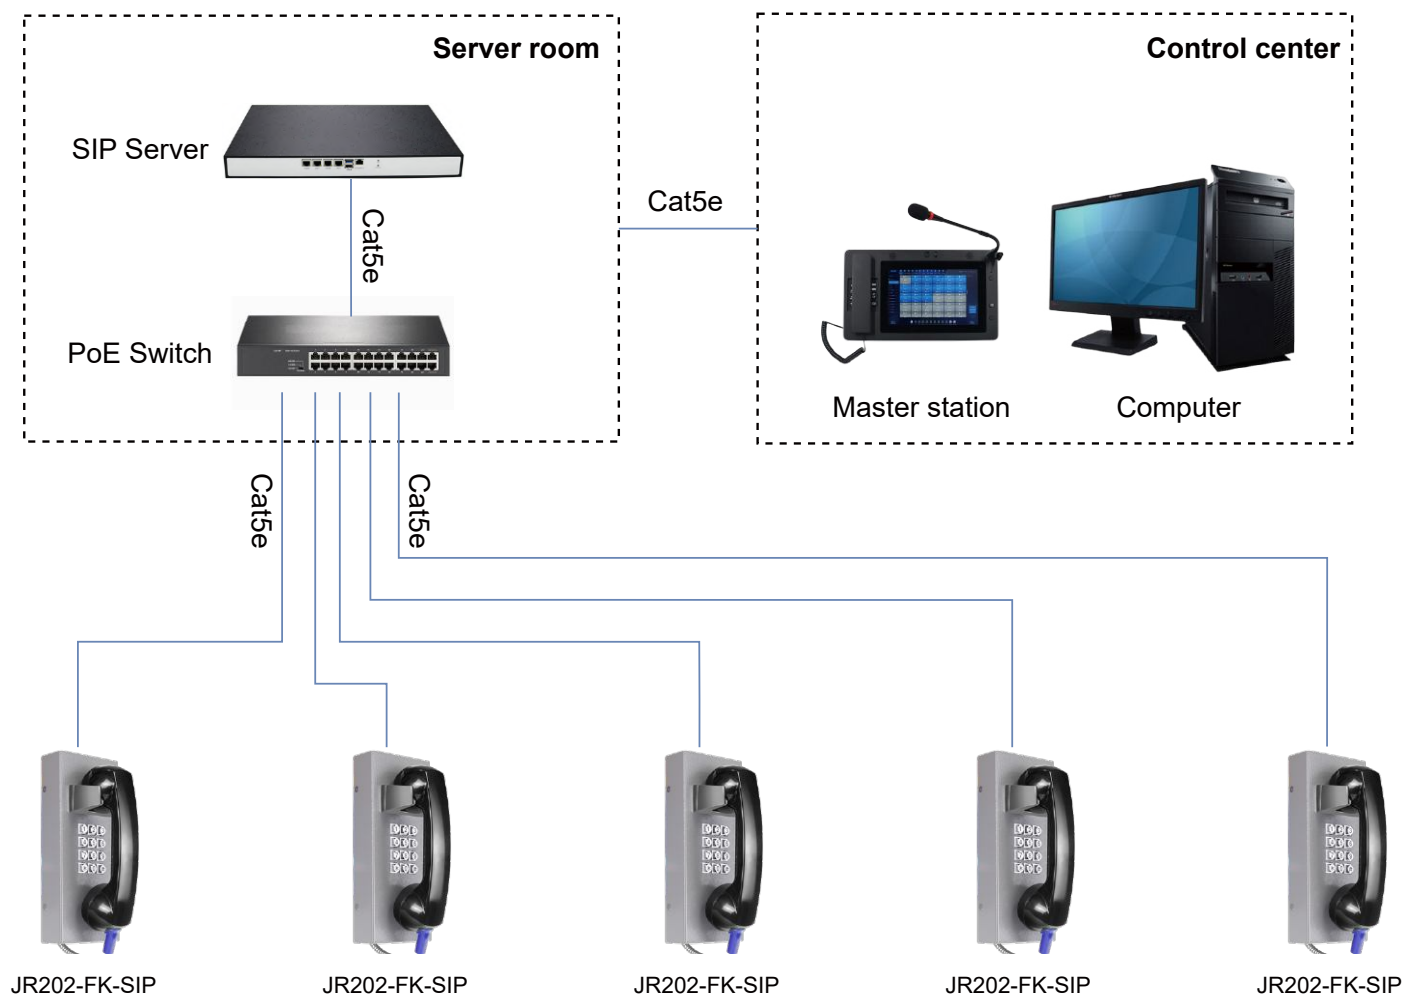 Server room
Control center
SIP Server
Cat5e
Cat5e
PoE Switch
Master station
Computer
Cat5e
Cat5e
JR202-FK-SIP
JR202-FK-SIP
JR202-FK-SIP
JR202-FK-SIP
JR202-FK-SIP